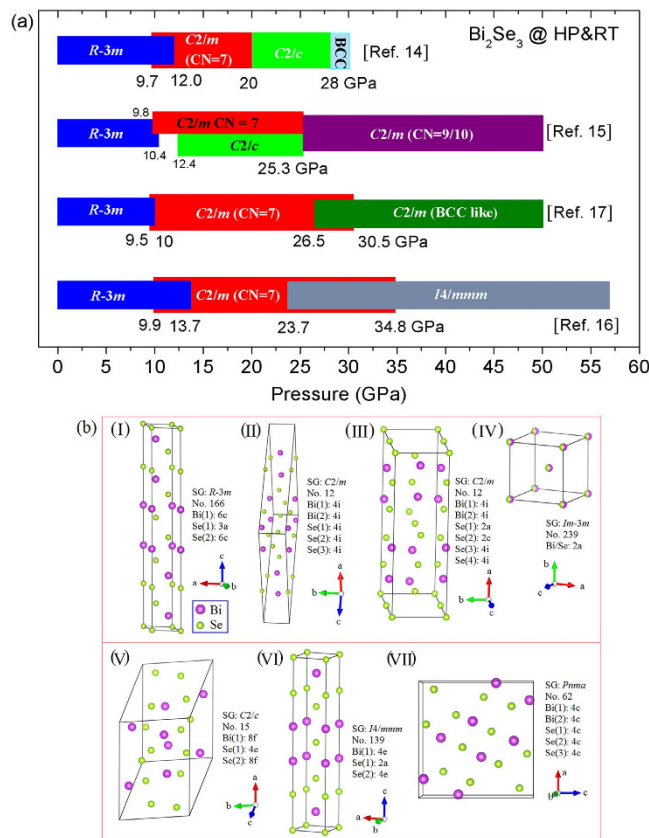 (a)
Bi2Se3 @ HP&RT
R-3m
C2/m
(CN=7)
C2/c
BCC
[Ref. 14]
9.7
12.0
20
28 GPa
9.8
R-3m
C2/m CN = 7
C2/c
C2/m (CN=9/10)
[Ref. 15]
10.4
12.4
25.3 GPa
R-3m
C2/m (CN=7)
C2/m (BCC like)
[Ref. 17]
9.5
10
26.5
30.5 GPa
R-3m
C2/m (CN=7)
I4/mmm
9.9
13.7
23.7
34.8 GPa
[Ref. 16]
0 5 10 15 20 25 30 35 40 45 50 55 60
Pressure (GPa)
(b)
(I)
SG: R-3m
No. 166
Bi(1): 6c
Se(1): 3a
Se(2): 6c
c
a
b
Bi
Se
(II)
SG: C2/m
No. 12
Bi(1): 4i
Bi(2): 4i
Se(1): 4i
Se(2): 4i
Se(3): 4i
a
b
c
(III)
SG: C2/m
No. 12
Bi(1): 4i
Bi(2): 4i
Se(1): 2a
Se(2): 2c
Se(3): 4i
Se(4): 4i
a
b
c
(IV)
SG: Im-3m
No. 239
Bi/Se: 2a
b
a
c
(V)
SG: C2/c
No. 15
Bi(1): 8f
Se(1): 4e
Se(2): 8f
a
b
c
(VI)
SG: I4/mmm
No. 139
Bi(1): 4e
Se(1): 2a
Se(2): 4e
c
a
b
(VII)
SG: Pnma
No. 62
Bi(1): 4c
Bi(2): 4c
Se(1): 4c
Se(2): 4c
Se(3): 4c
a
b
c